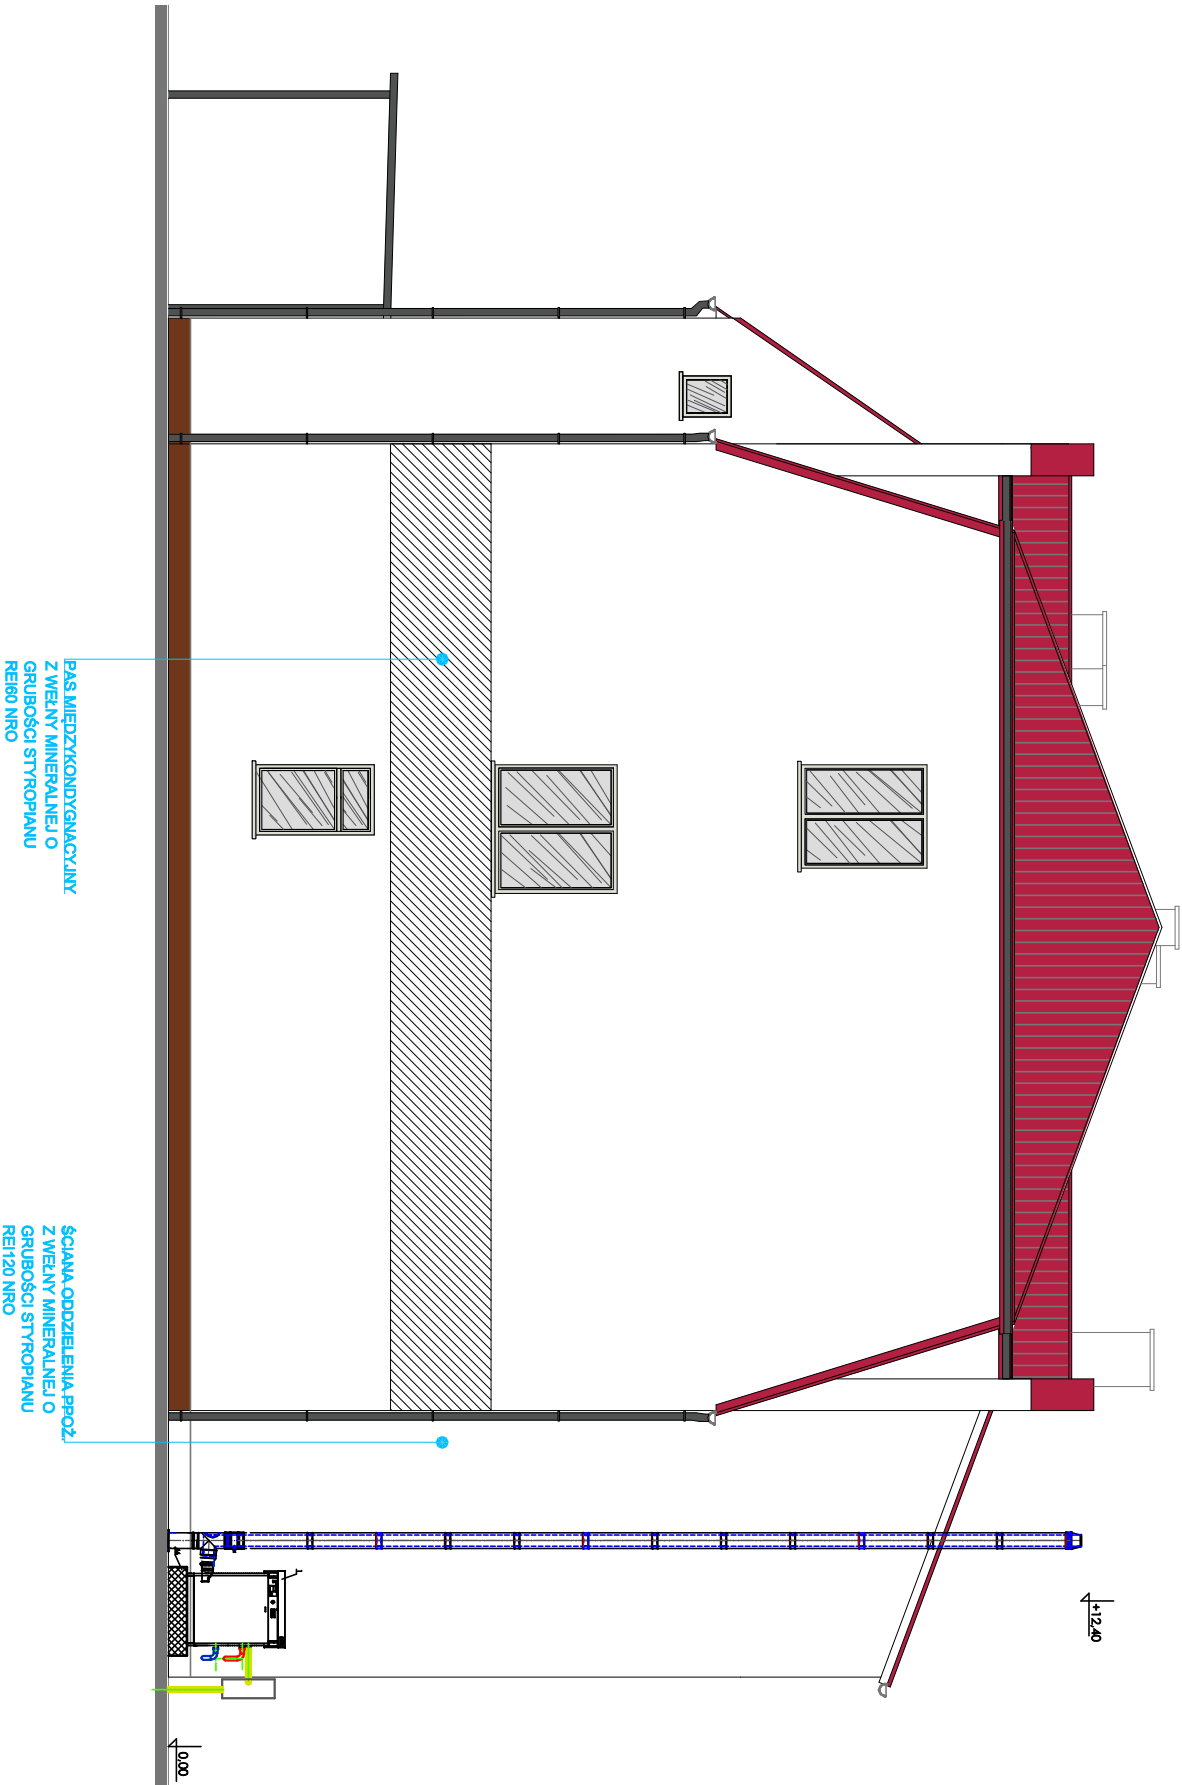 PAS MIĘDZYKONDYGNACYJNY
Z WEŁNY MINERALNEJ O
GRUBOŚCI STYROPIANU
REI60 NRO
ŚCIANA ODDZIELENIA PPOŻ.
Z WEŁNY MINERALNEJ O
GRUBOŚCI STYROPIANU
REI120 NRO
+12,40
0,00
1